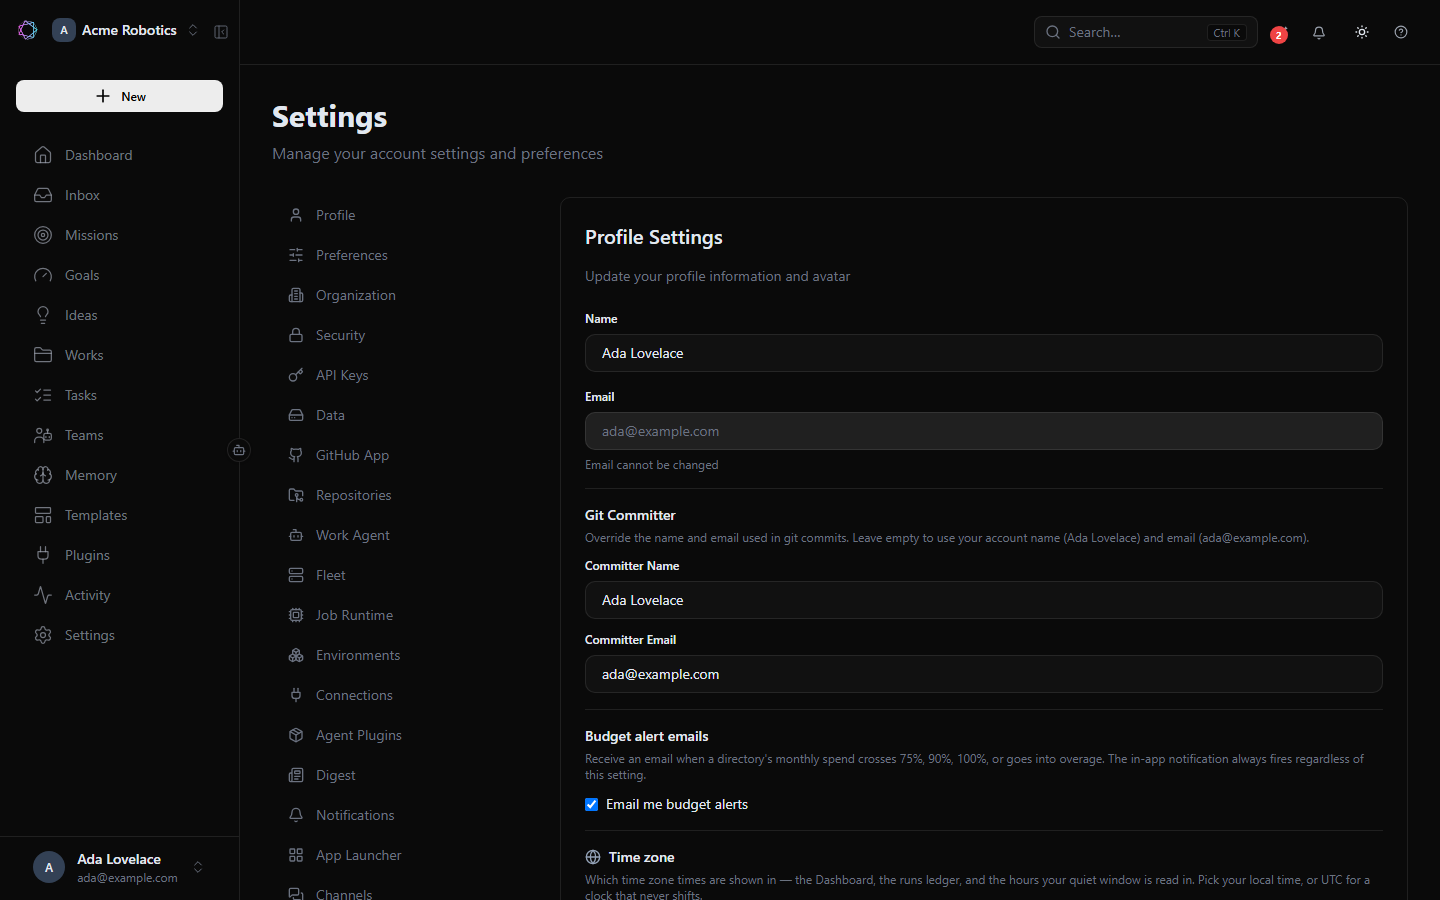 A Acme Robotics
Search...
Ctrl K
2
New
Dashboard
Inbox
Missions
Goals
Ideas
Works
Tasks
Teams
Memory
Templates
Plugins
Activity
Settings
A
Ada Lovelace
ada@example.com
Settings
Manage your account settings and preferences
Profile
Preferences
Organization
Security
API Keys
Data
GitHub App
Repositories
Work Agent
Fleet
Job Runtime
Environments
Connections
Agent Plugins
Digest
Notifications
App Launcher
Channels
Profile Settings
Update your profile information and avatar
Name
Ada Lovelace
Email
ada@example.com
Email cannot be changed
Git Committer
Override the name and email used in git commits. Leave empty to use your account name (Ada Lovelace) and email (ada@example.com).
Committer Name
Ada Lovelace
Committer Email
ada@example.com
Budget alert emails
Receive an email when a directory's monthly spend crosses 75%, 90%, 100%, or goes into overage. The in-app notification always fires regardless of
this setting.
Email me budget alerts
Time zone
Which time zone times are shown in — the Dashboard, the runs ledger, and the hours your quiet window is read in. Pick your local time, or UTC for a
clock that never shifts.